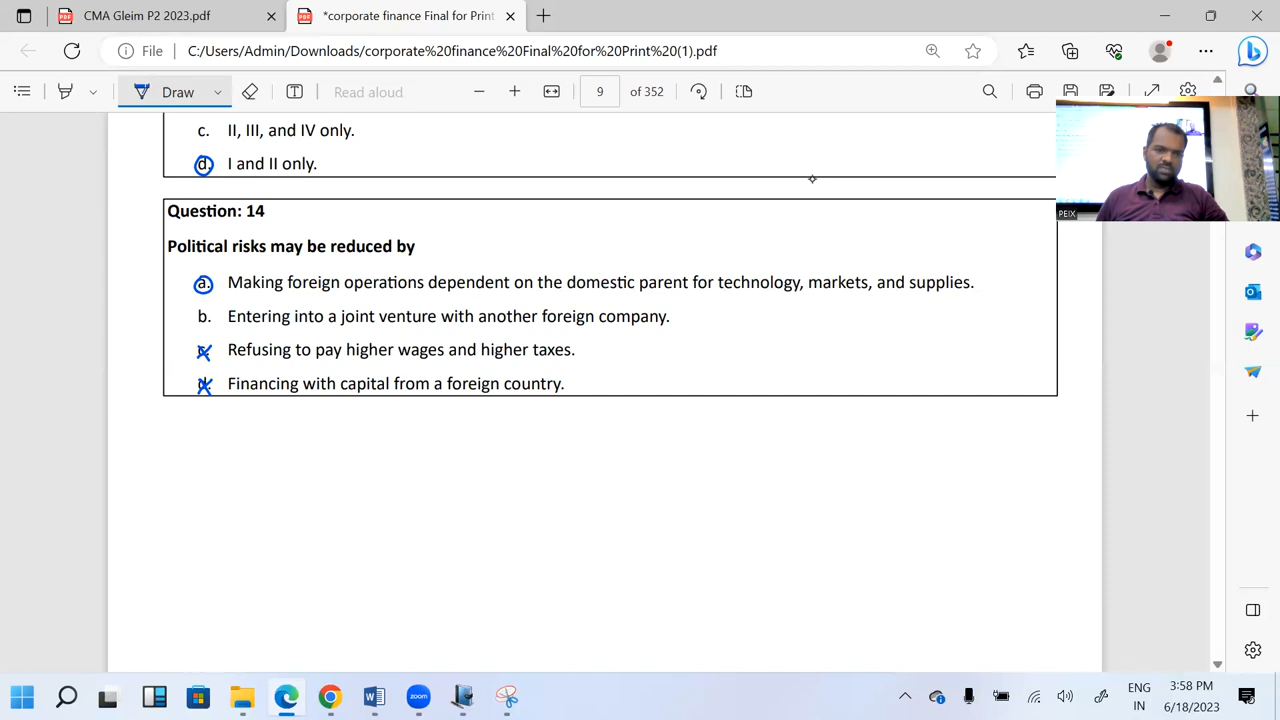 CMA Gleim P2 2023.pdf
*corporate finance Final for Print
File
C:/Users/Admin/Downloads/corporate%20finance%20Final%20for%20Print%20(1).pdf
Draw
Read aloud
9
of 352
c. II, III, and IV only.
d. I and II only.
Question: 14
Political risks may be reduced by
a. Making foreign operations dependent on the domestic parent for technology, markets, and supplies.
b. Entering into a joint venture with another foreign company.
c. Refusing to pay higher wages and higher taxes.
d. Financing with capital from a foreign country.
PEIX
zoom
ENG
IN
3:58 PM
6/18/2023